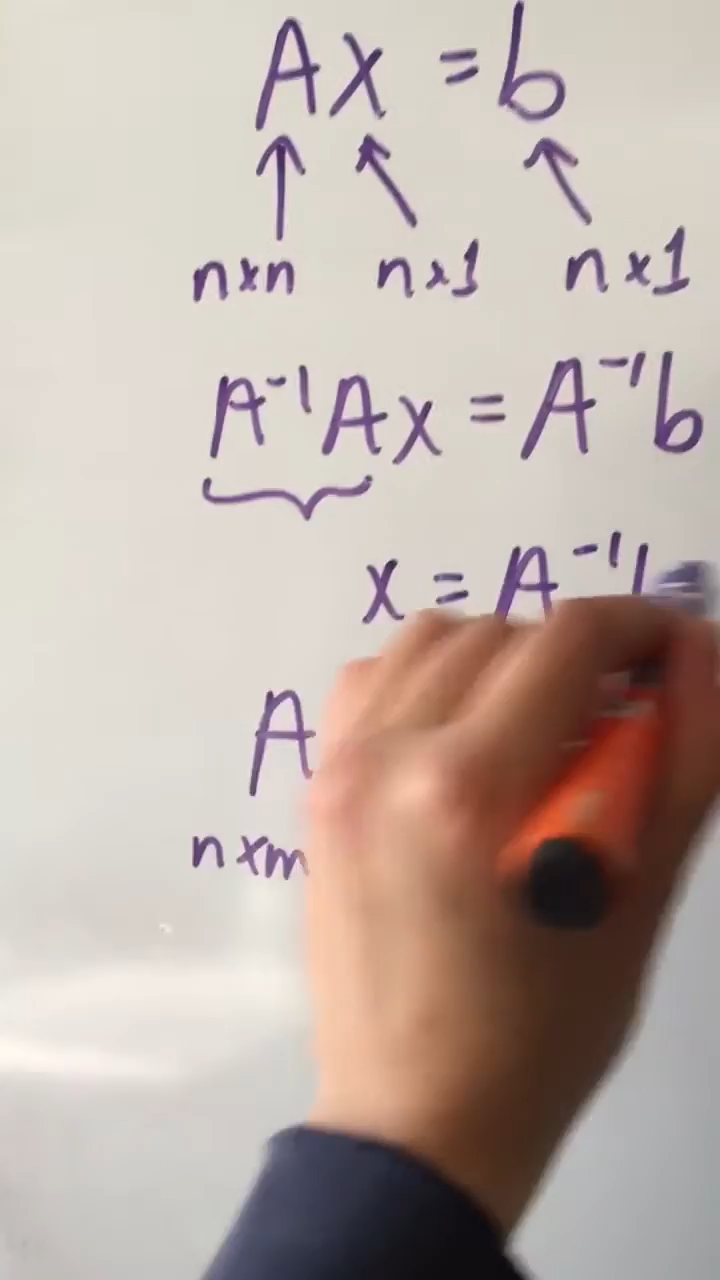 Ax = b
n×n n×1 n×1
A⁻¹Ax = A⁻¹b
x = A⁻¹
A
n×m